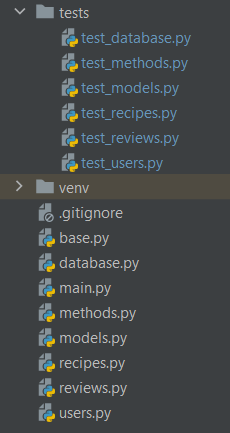 tests
test_database.py
test_methods.py
test_models.py
test_recipes.py
test_reviews.py
test_users.py
venv
.gitignore
base.py
database.py
main.py
methods.py
models.py
recipes.py
reviews.py
users.py